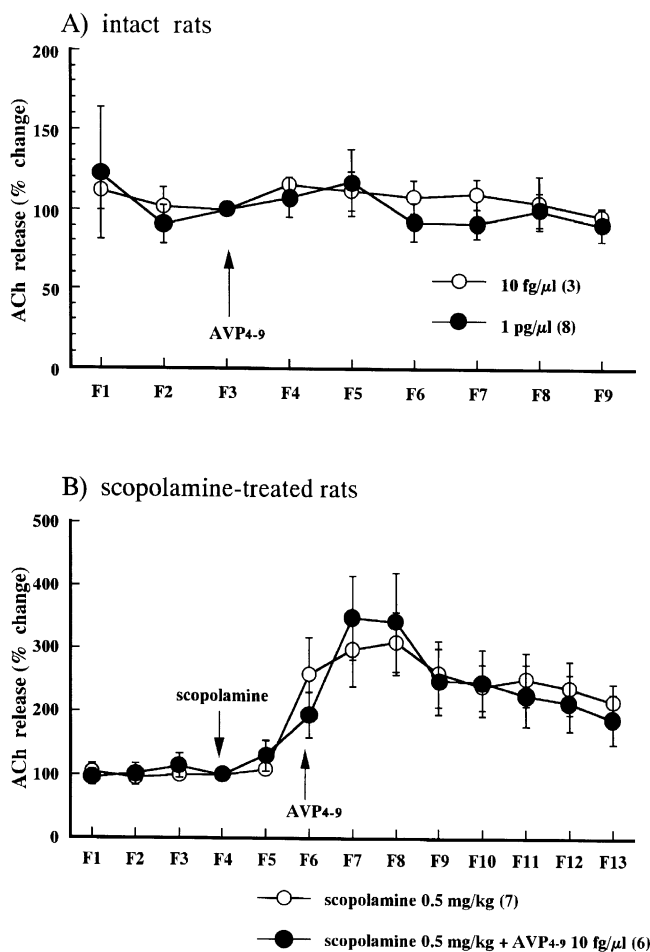 A) intact rats
ACh release (% change)
200
150
100
50
0
AVP4-9
10 fg/μl (3)
1 pg/μl (8)
F1 F2 F3 F4 F5 F6 F7 F8 F9
B) scopolamine-treated rats
ACh release (% change)
500
400
300
200
100
0
scopolamine
AVP4-9
F1 F2 F3 F4 F5 F6 F7 F8 F9 F10 F11 F12 F13
scopolamine 0.5 mg/kg (7)
scopolamine 0.5 mg/kg + AVP4-9 10 fg/μl (6)